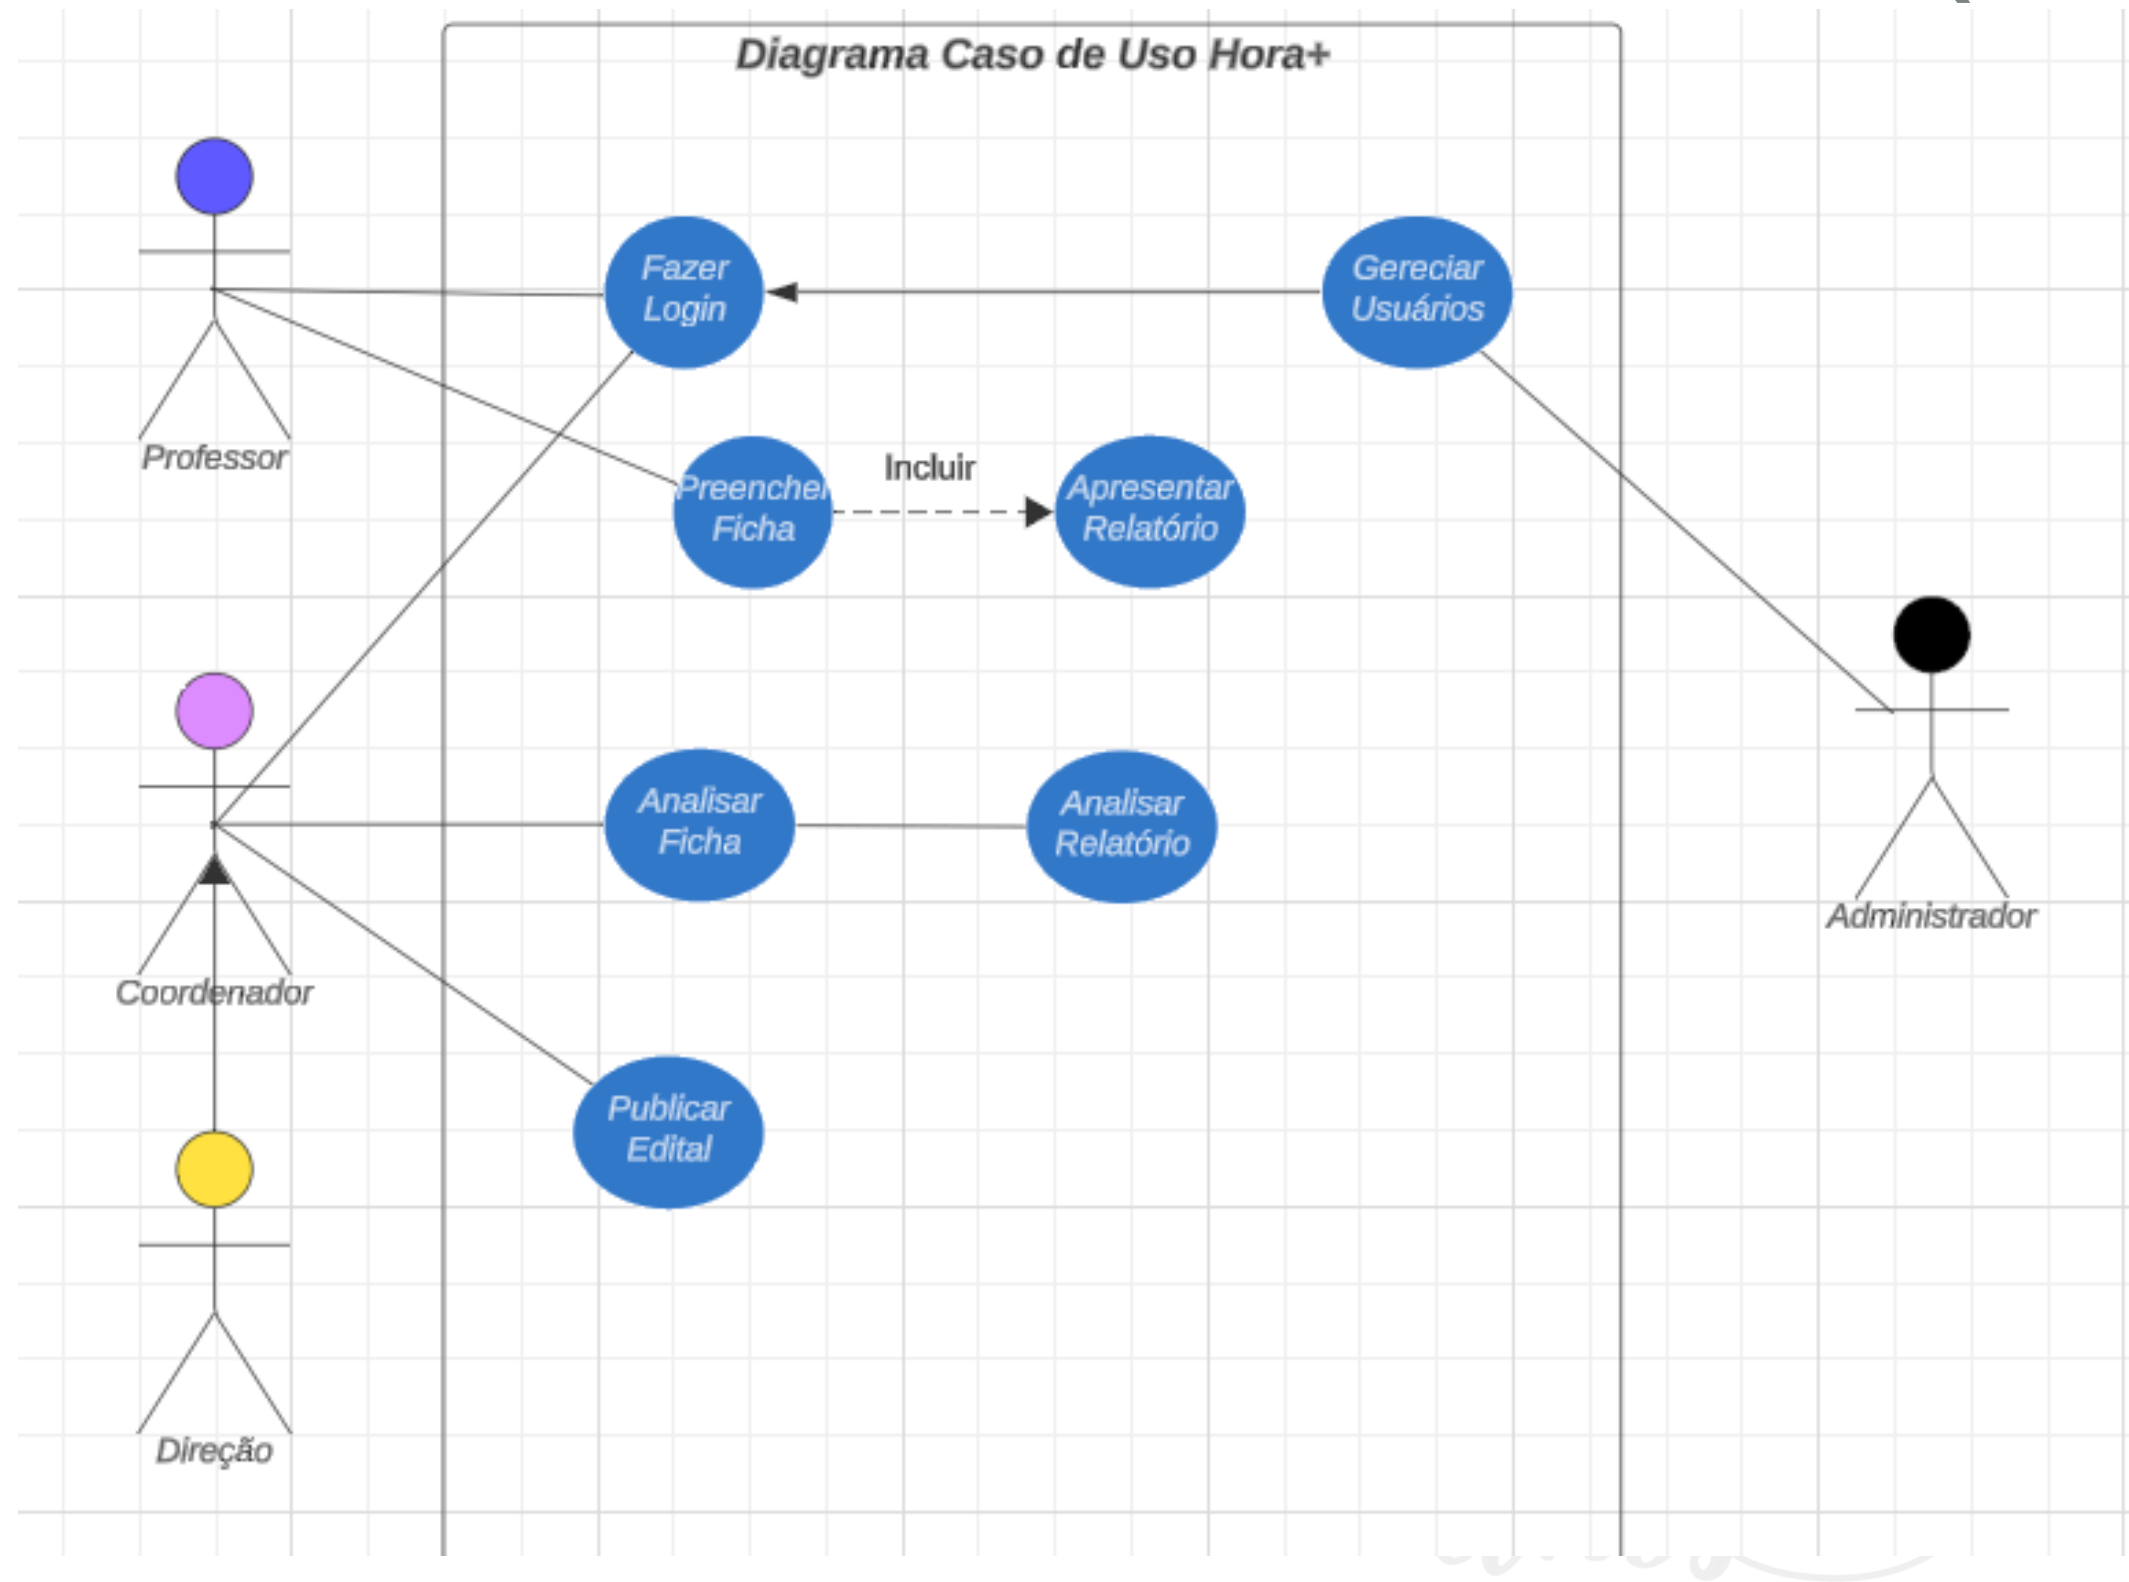 Diagrama Caso de Uso Hora+
Fazer
Login
Gereciar
Usuários
Professor
Incluir
Preencher
Ficha
Apresentar
Relatório
Analisar
Ficha
Analisar
Relatório
Administrador
Coordenador
Publicar
Edital
Direção